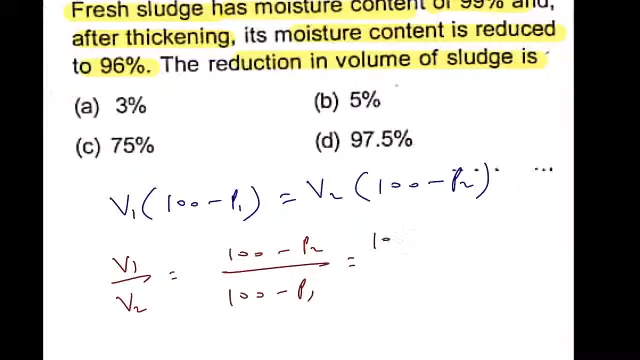 Fresh sludge has moisture content of 99% and,
after thickening, its moisture content is reduced
to 96%. The reduction in volume of sludge is
(a) 3% (b) 5%
(c) 75% (d) 97.5%
V₁(100-P₁) = V₂(100-P₂) ...
V₁/V₂ = 100-P₂/100-P₁ = 10